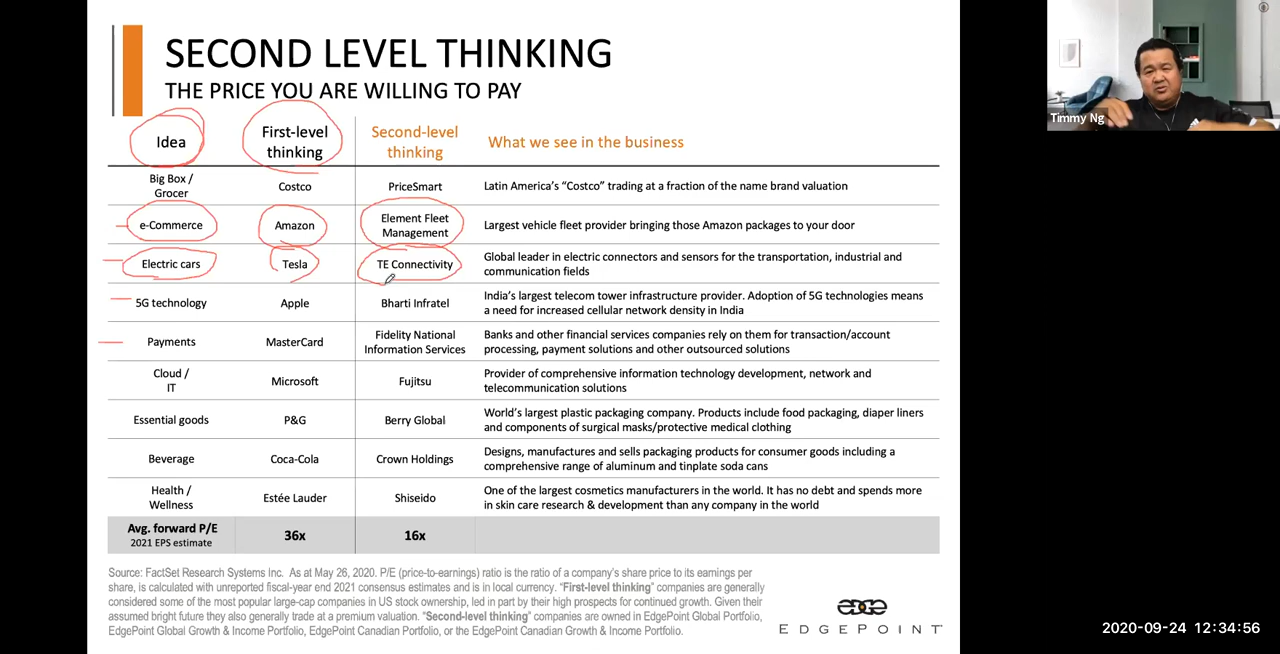 SECOND LEVEL THINKING
THE PRICE YOU ARE WILLING TO PAY
Idea
First-level
thinking
Second-level
thinking
What we see in the business
Big Box /
Grocer
Costco
PriceSmart
Latin America's “Costco” trading at a fraction of the name brand valuation
e-Commerce
Amazon
Element Fleet
Management
Largest vehicle fleet provider bringing those Amazon packages to your door
Electric cars
Tesla
TE Connectivity
Global leader in electric connectors and sensors for the transportation, industrial and
communication fields
5G technology
Apple
Bharti Infratel
India's largest telecom tower infrastructure provider. Adoption of 5G technologies means
a need for increased cellular network density in India
Payments
MasterCard
Fidelity National
Information Services
Banks and other financial services companies rely on them for transaction/account
processing, payment solutions and other outsourced solutions
Cloud /
IT
Microsoft
Fujitsu
Provider of comprehensive information technology development, network and
telecommunication solutions
Essential goods
P&G
Berry Global
World's largest plastic packaging company. Products include food packaging, diaper liners
and components of surgical masks/protective medical clothing
Beverage
Coca-Cola
Crown Holdings
Designs, manufactures and sells packaging products for consumer goods including a
comprehensive range of aluminum and tinplate soda cans
Health /
Wellness
Estée Lauder
Shiseido
One of the largest cosmetics manufacturers in the world. It has no debt and spends more
in skin care research & development than any company in the world
Avg. forward P/E
2021 EPS estimate
36x
16x
Source: FactSet Research Systems Inc. As at May 26, 2020. P/E (price-to-earnings) ratio is the ratio of a company's share price to its earnings per
share, is calculated with unreported fiscal-year end 2021 consensus estimates and is in local currency. “First-level thinking” companies are generally
considered some of the most popular large-cap companies in US stock ownership, led in part by their high prospects for continued growth. Given their
assumed bright future they also generally trade at a premium valuation. “Second-level thinking” companies are owned in EdgePoint Global Portfolio,
EdgePoint Global Growth & Income Portfolio, EdgePoint Canadian Portfolio, or the EdgePoint Canadian Growth & Income Portfolio.
EDGE
EDGEPOINT
Timmy Ng
2020-09-24 12:34:56